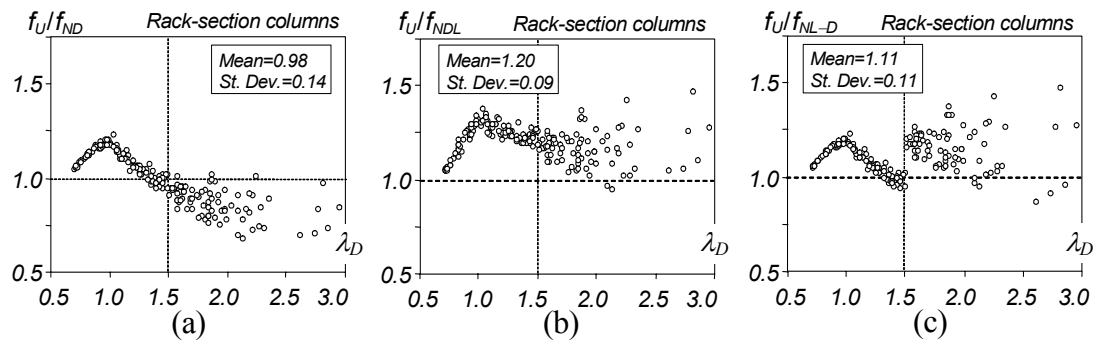 f_U/f_ND Rack-section columns
Mean=0.98
St. Dev.=0.14
1.5
1.0
0.5
λ_D
0.5 1.0 1.5 2.0 2.5 3.0
(a)
f_U/f_NDL Rack-section columns
Mean=1.20
St. Dev.=0.09
1.5
1.0
0.5
λ_D
0.5 1.0 1.5 2.0 2.5 3.0
(b)
f_U/f_NL–D Rack-section columns
Mean=1.11
St. Dev.=0.11
1.5
1.0
0.5
λ_D
0.5 1.0 1.5 2.0 2.5 3.0
(c)